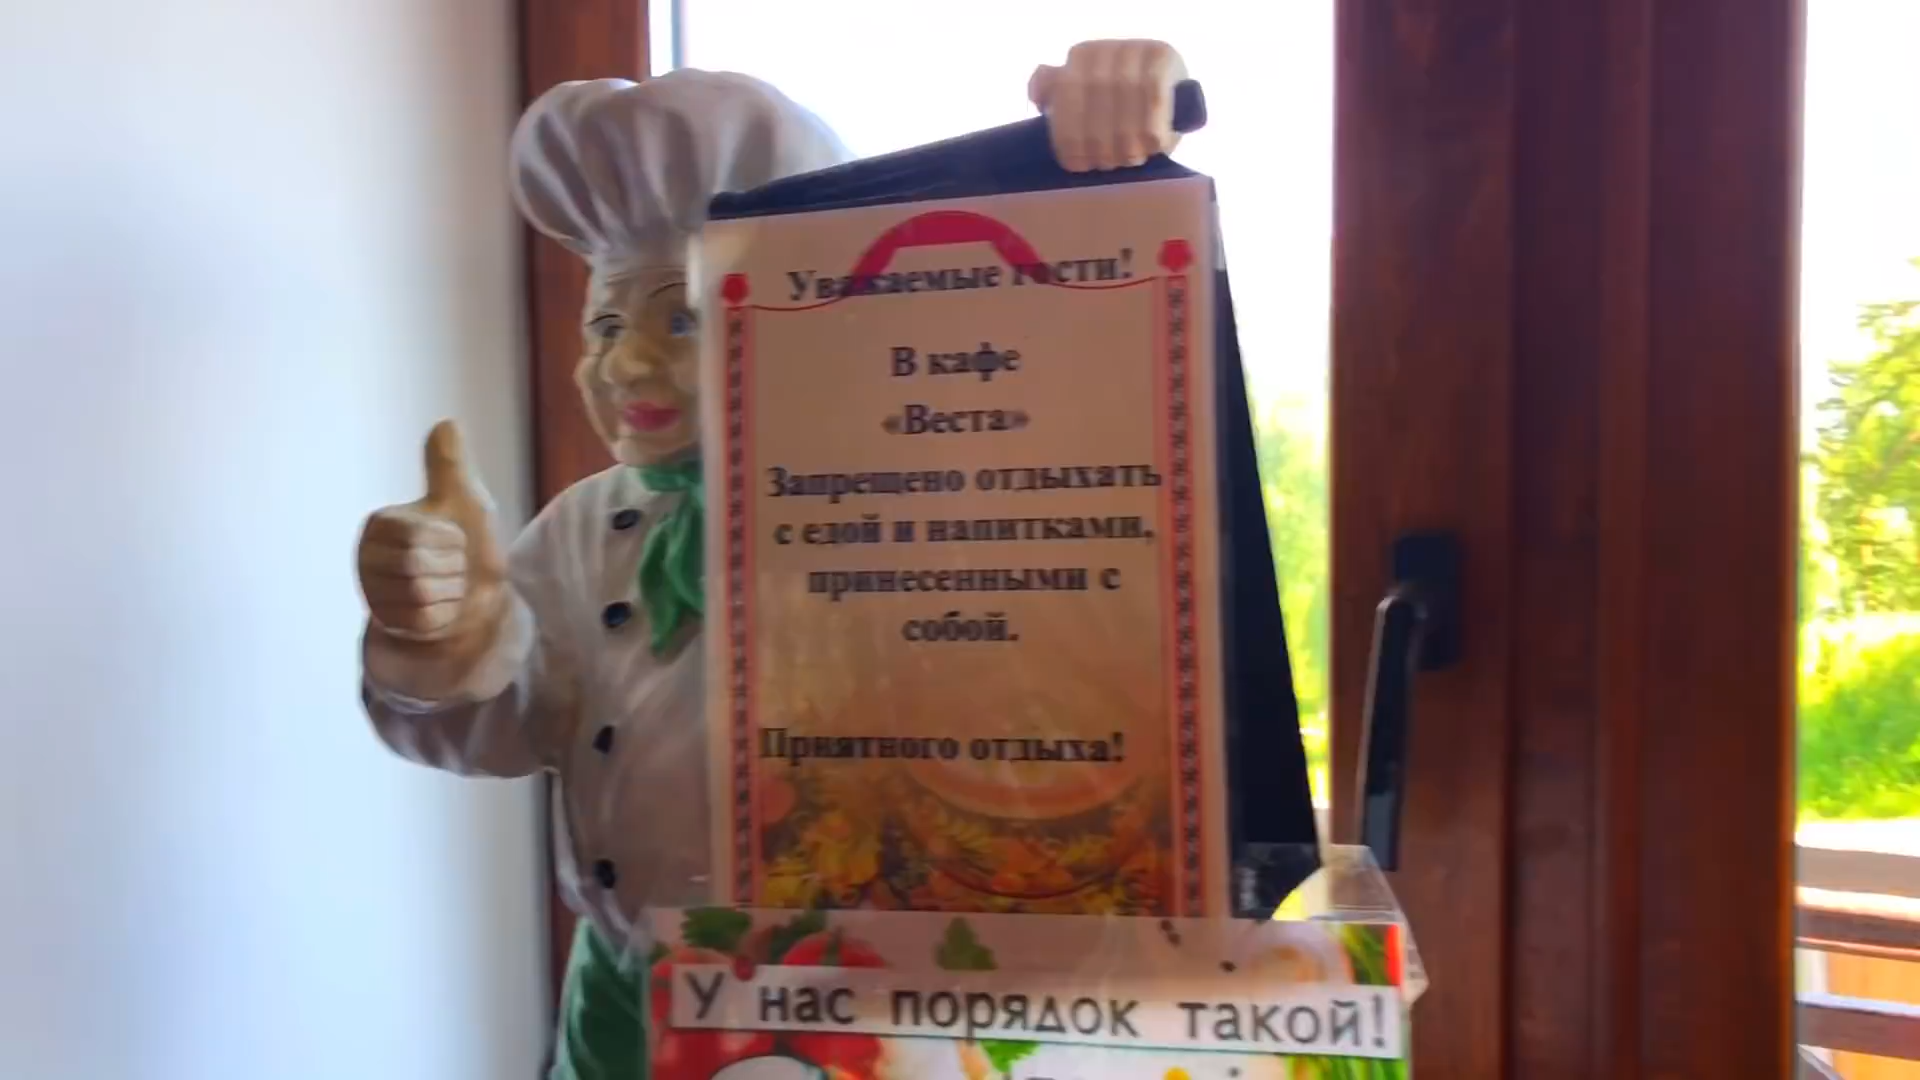 Уважаемые гости!
В кафе
«Веста»
Запрещено отдыхать
с едой и напитками,
принесенными с
собой.
Приятного отдыха!
У нас порядок такой!